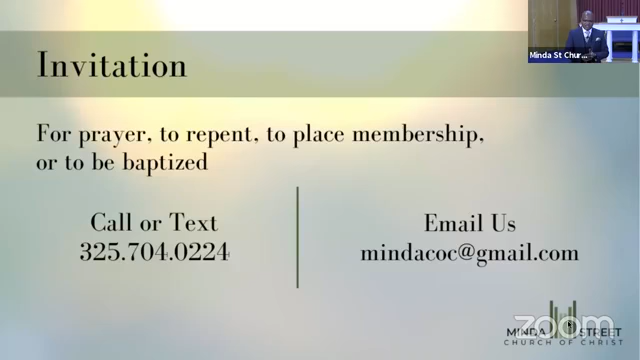 Invitation
Minda St Chur...
For prayer, to repent, to place membership,
or to be baptized
Call or Text
325.704.0224
Email Us
mindacoc@gmail.com
zoom
MINDA STREET
CHURCH OF CHRIST